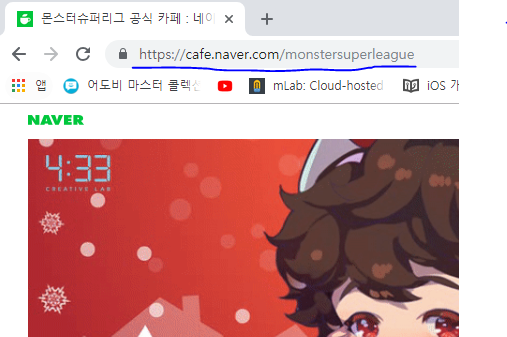 몬스터슈퍼리그 공식 카페 : 네이
https://cafe.naver.com/monstersuperleague
앱 어도비 마스터 콜렉 mLab: Cloud-hosted iOS 개
NAVER
4:33
CREATIVE LAB